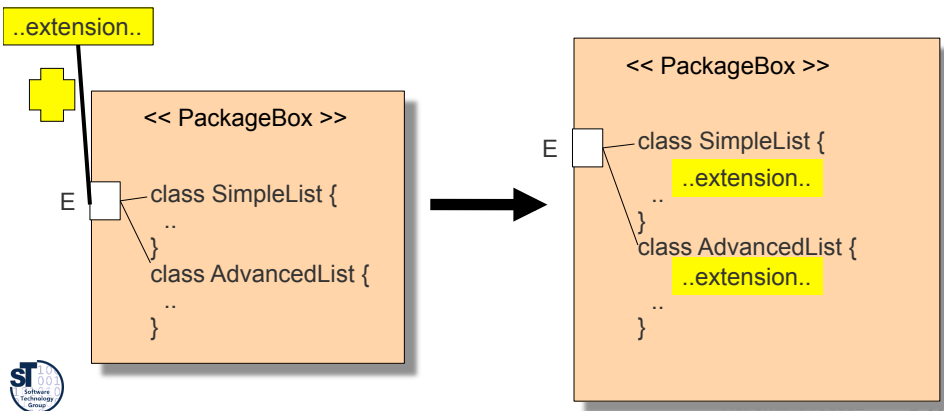 ..extension..
<< PackageBox >>
E
class SimpleList {
..
}
class AdvancedList {
..
}
<< PackageBox >>
E
class SimpleList {
..extension..
..
}
class AdvancedList {
..extension..
..
}
ST
Software
Technology
Group